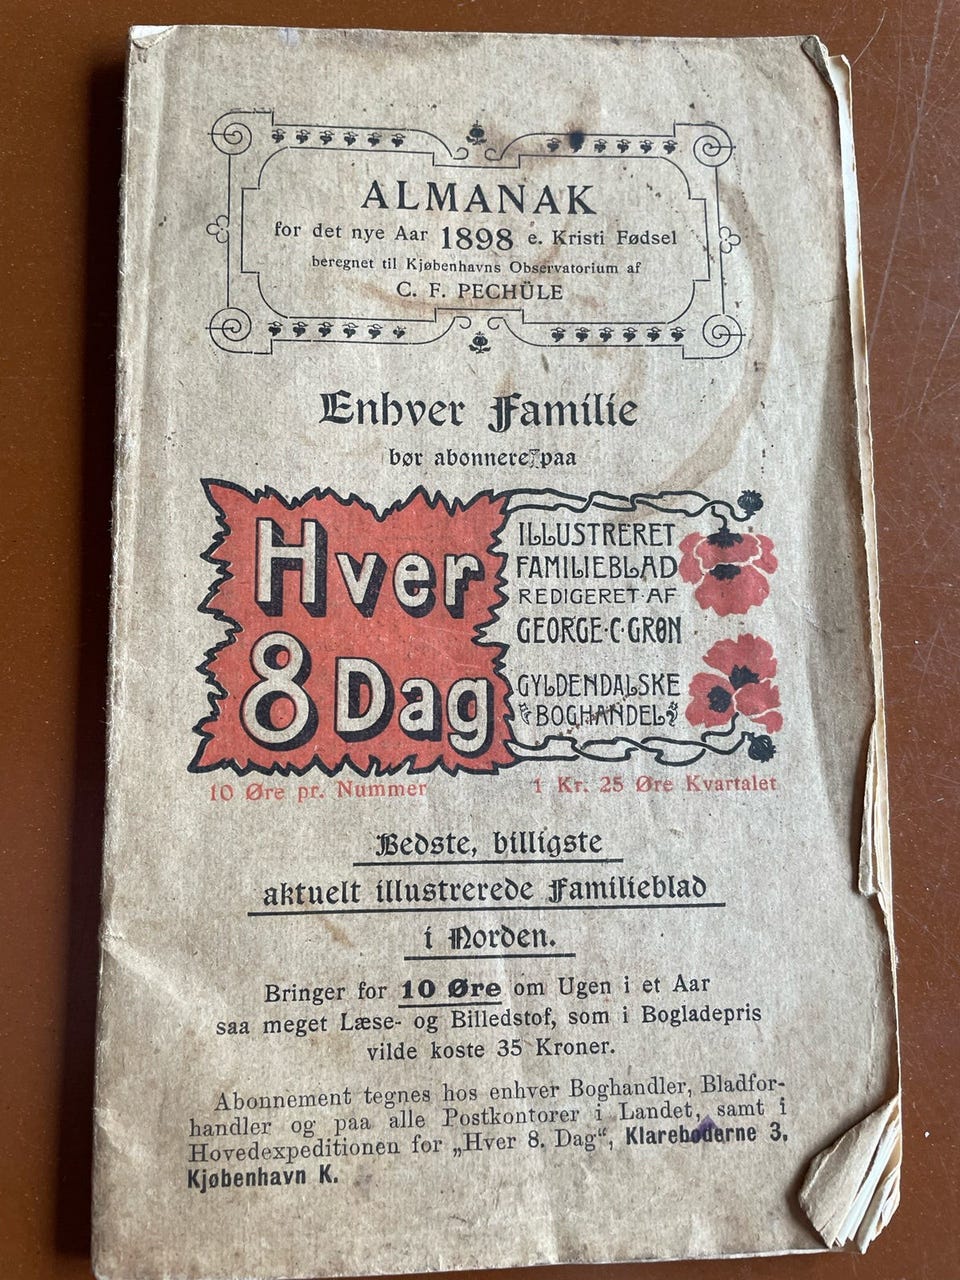 ALMANAK
for det nye Aar 1898 e. Kristi Fødsel
beregnet til Kjøbenhavns Observatorium af
C. F. PECHÜLE
Enhver Familie
bør abonnere paa
Hver
8 Dag
ILLUSTRERET
FAMILIEBLAD
REDIGERET·AF
GEORGE·C·GRØN
GYLDENDALSKE
BOGHANDEL
10 Øre pr. Nummer
1 Kr. 25 Øre Kvartalet
Bedste, billigste
aktuelt illustrerede Familieblad
i Norden.
Bringer for 10 Øre om Ugen i et Aar
saa meget Læse- og Billedstof, som i Bogladepris
vilde koste 35 Kroner.
Abonnement tegnes hos enhver Boghandler, Bladfor-
handler og paa alle Postkontorer i Landet, samt i
Hovedexpeditionen for „Hver 8. Dag“, Klareboderne 3,
Kjøbenhavn K.